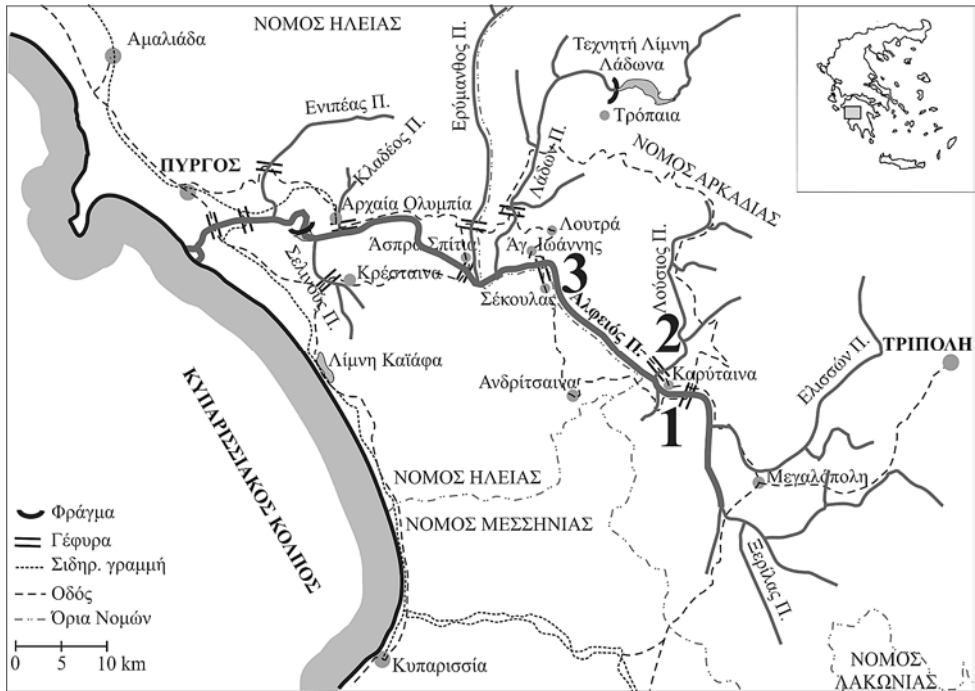 ΝΟΜΟΣ ΗΛΕΙΑΣ
Αμαλιάδα
Ερύμανθος Π.
Τεχνητή Λίμνη
Λάδωνα
Τρόπαια
Ενιπέας Π.
Κλαδέος Π.
Λάδων Π.
ΝΟΜΟΣ ΑΡΚΑΔΙΑΣ
ΠΥΡΓΟΣ
Αρχαία Ολυμπία
Λουτρά
Άσπρα Σπίτια
Άγ. Ιωάννης
Λούσιος Π.
Σελινούς Π.
Κρέσταινα
Σέκουλας
3
Αλφειός Π.
2
Λίμνη Καϊάφα
Ανδρίτσαινα
Καρύταινα
ΤΡΙΠΟΛΗ
Ελισσών Π.
1
ΚΥΠΑΡΙΣΣΙΑΚΟΣ ΚΟΛΠΟΣ
ΝΟΜΟΣ ΗΛΕΙΑΣ
Μεγαλόπολη
ΝΟΜΟΣ ΜΕΣΣΗΝΙΑΣ
Ξερίλας Π.
Φράγμα
Γέφυρα
Σιδηρ. γραμμή
Οδός
Όρια Νομών
0 5 10 km
Κυπαρισσία
ΝΟΜΟΣ
ΛΑΚΩΝΙΑΣ